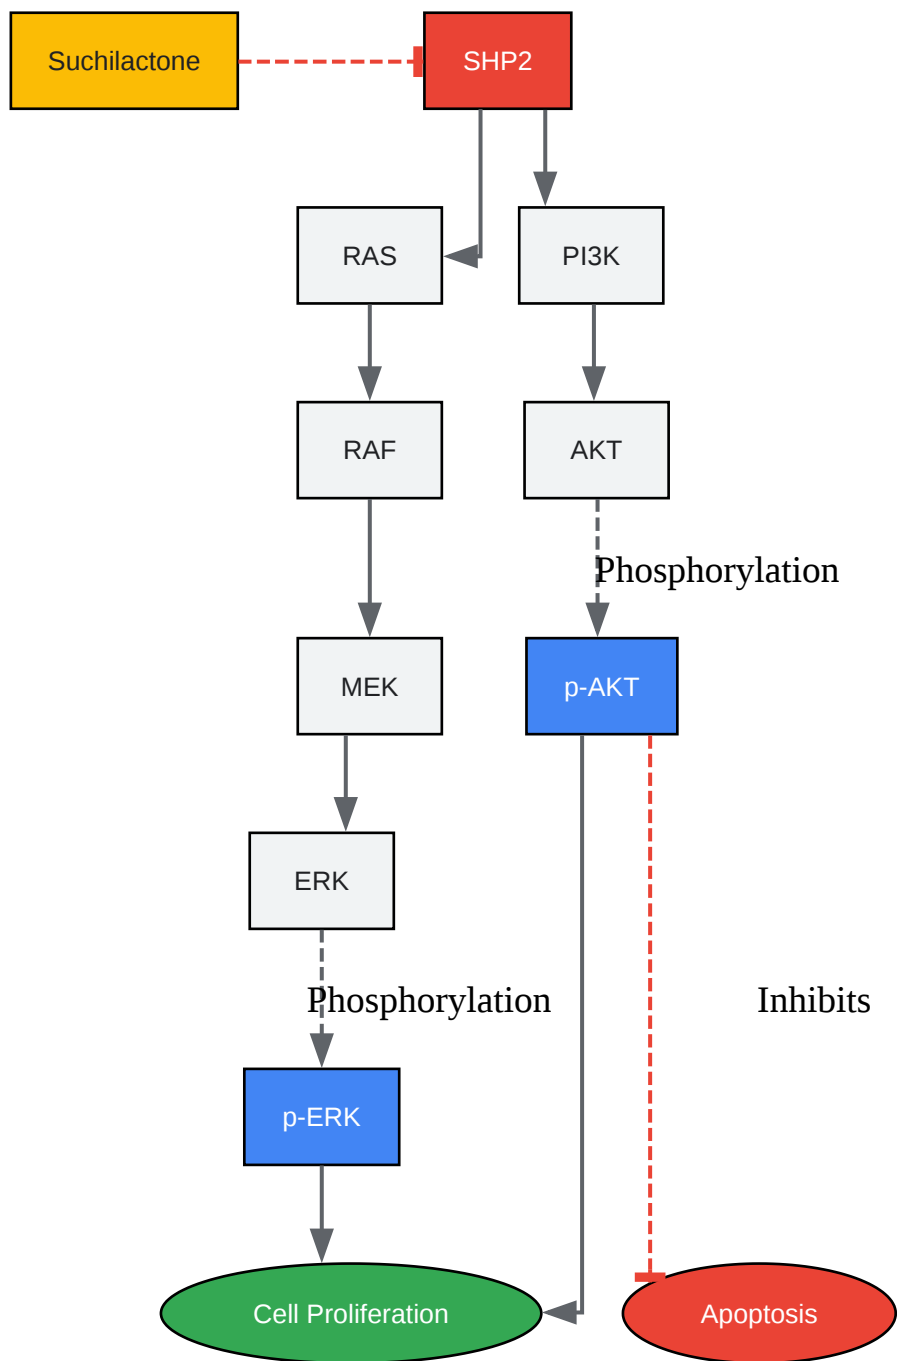 Suchilactone
SHP2
RAS
PI3K
RAF
AKT
Phosphorylation
MEK
p-AKT
ERK
Phosphorylation
Inhibits
p-ERK
Cell Proliferation
Apoptosis